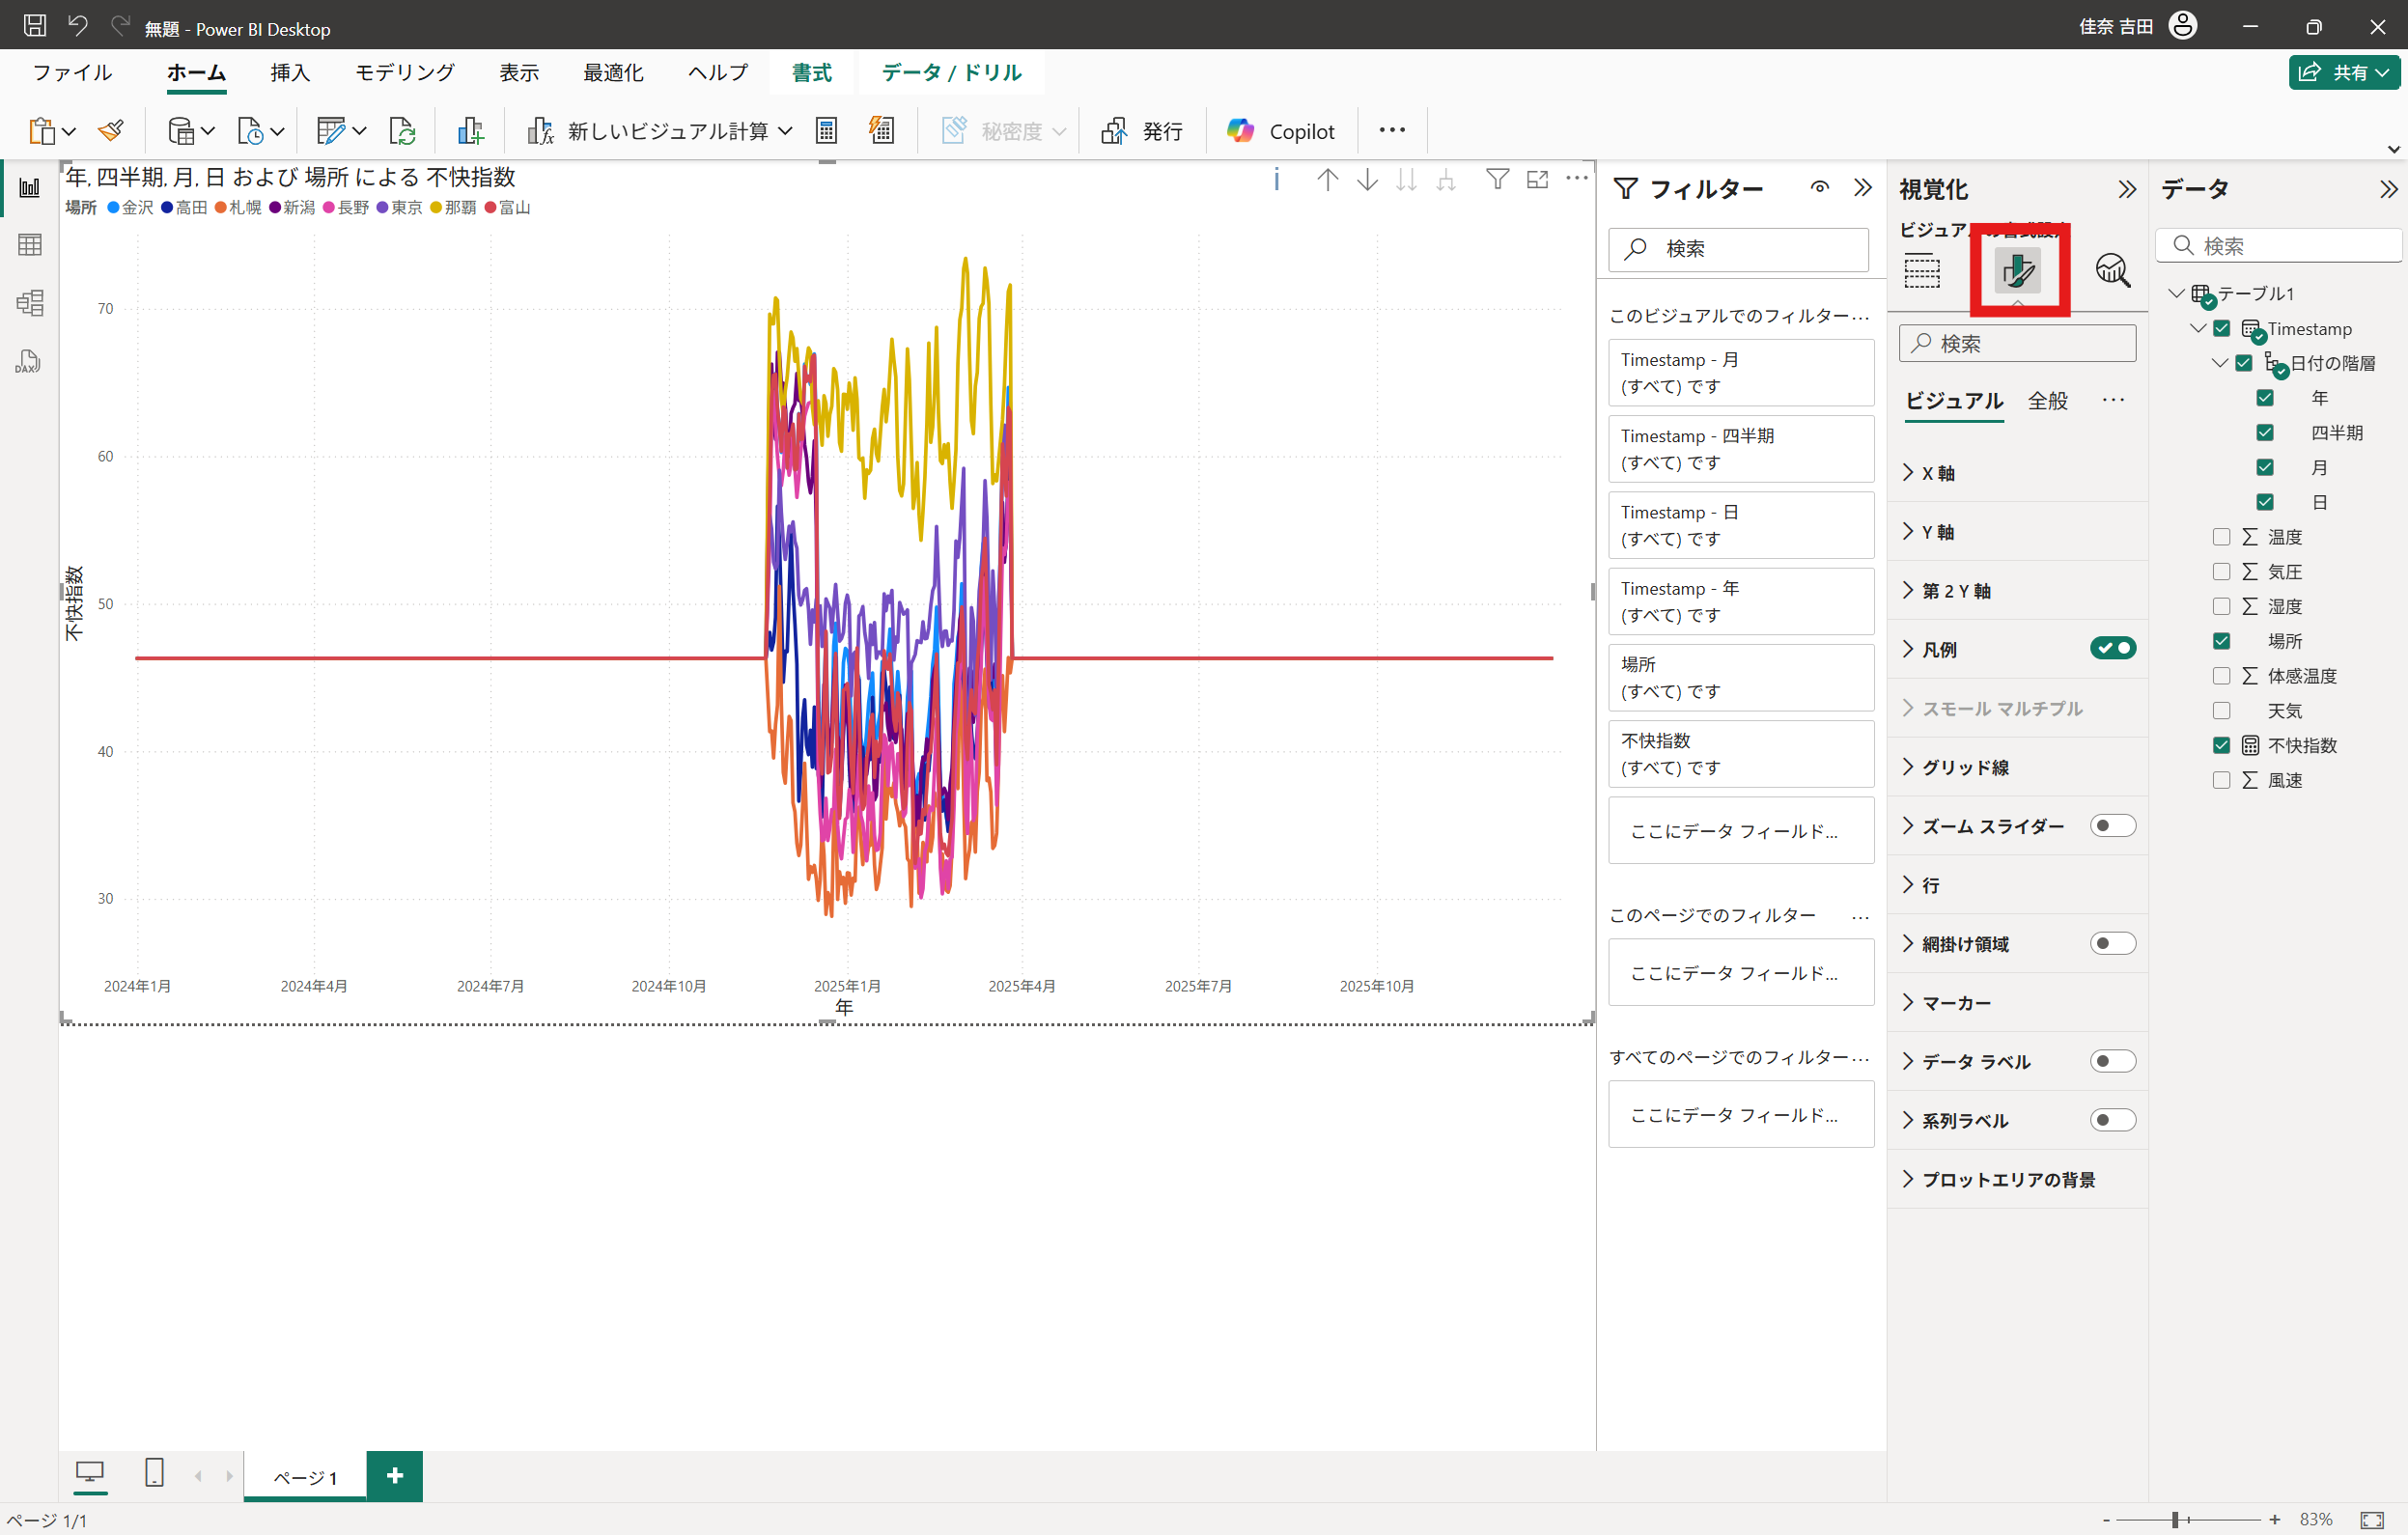 無題 - Power BI Desktop
佳奈 吉田
ファイル ホーム 挿入 モデリング 表示 最適化 ヘルプ 書式 データ / ドリル
共有
新しいビジュアル計算
秘密度
発行
Copilot
年, 四半期, 月, 日 および 場所 による 不快指数
場所 金沢 高田 札幌 新潟 長野 東京 那覇 富山
70
60
50
40
30
不快指数
2024年1月 2024年4月 2024年7月 2024年10月 2025年1月 2025年4月 2025年7月 2025年10月
年
DAX
フィルター
検索
このビジュアルでのフィルター...
Timestamp - 月
(すべて) です
Timestamp - 四半期
(すべて) です
Timestamp - 日
(すべて) です
Timestamp - 年
(すべて) です
場所
(すべて) です
不快指数
(すべて) です
ここにデータ フィールド...
このページでのフィルター ...
ここにデータ フィールド...
すべてのページでのフィルター...
ここにデータ フィールド...
視覚化
検索
ビジュアル 全般 ...
X 軸
Y 軸
第 2 Y 軸
凡例
スモール マルチプル
グリッド線
ズーム スライダー
行
網掛け領域
マーカー
データ ラベル
系列ラベル
プロットエリアの背景
データ
検索
テーブル1
Timestamp
日付の階層
年
四半期
月
日
温度
気圧
湿度
場所
体感温度
天気
不快指数
風速
ページ 1
ページ 1/1
- + 83%